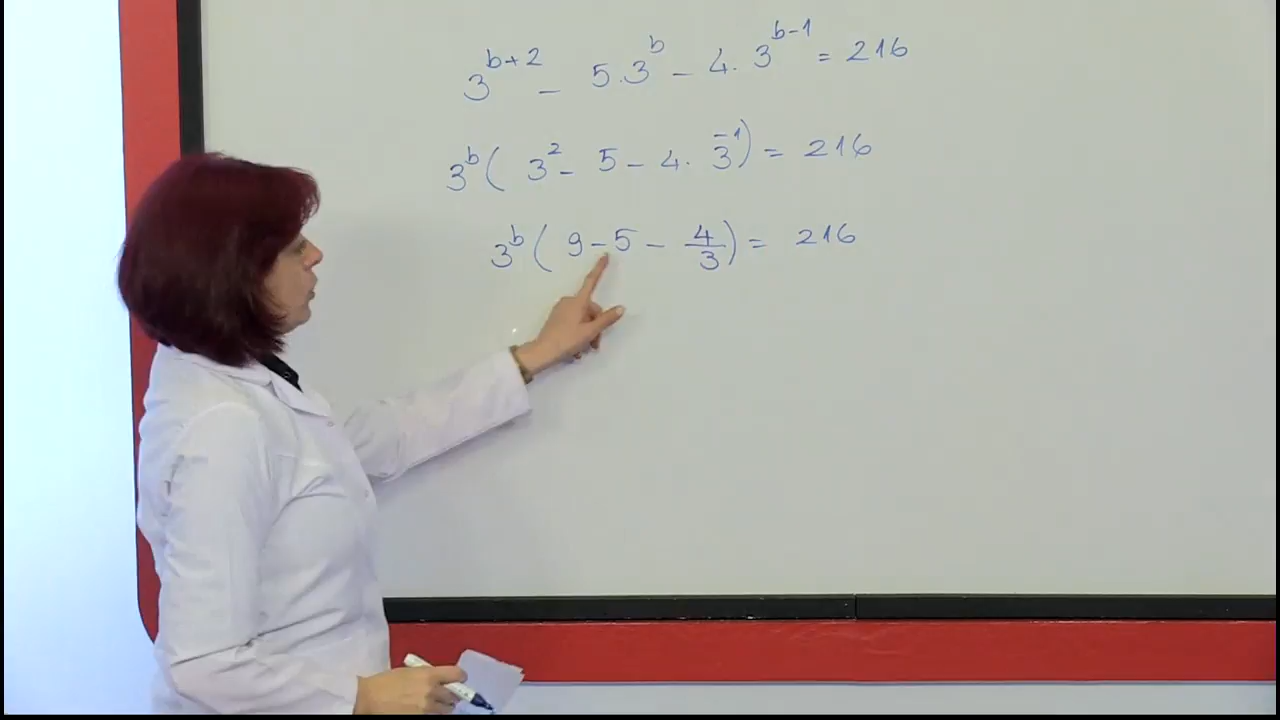 3^{b+2} - 5.3^{b} - 4.3^{b-1} = 216
3^{b}(3^{2} - 5 - 4.3^{-1}) = 216
3^{b}(9-5-\frac{4}{3}) = 216